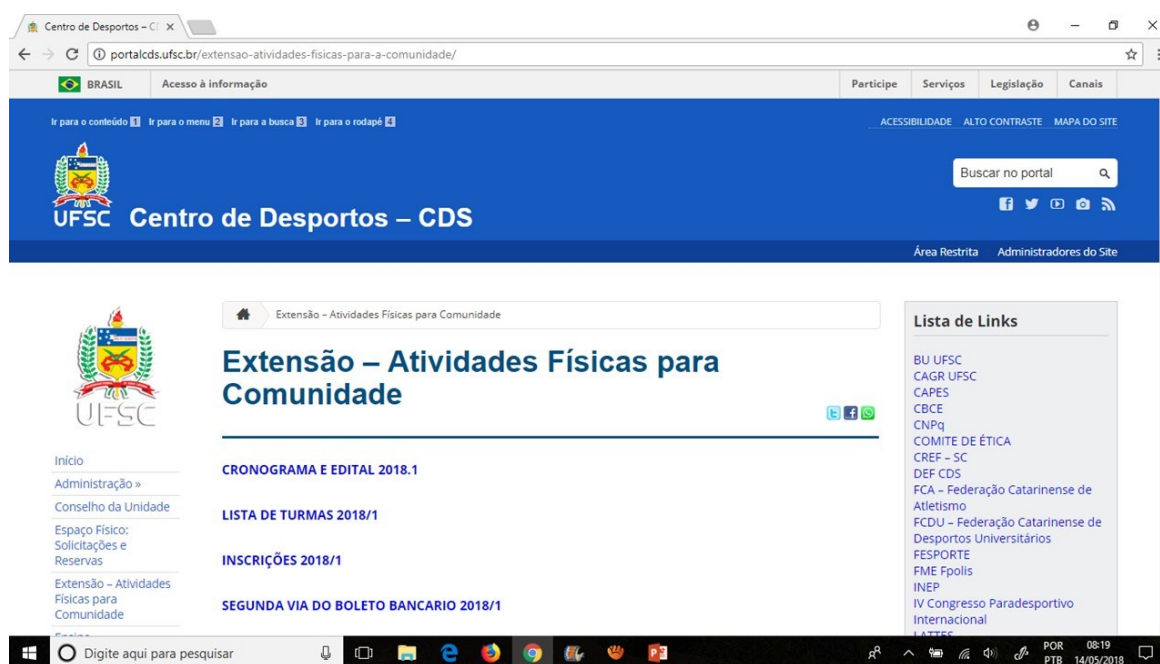 Centro de Desportos – C
portalcds.ufsc.br/extensao-atividades-fisicas-para-a-comunidade/
BRASIL Acesso à informação Participe Serviços Legislação Canais
Ir para o conteúdo 1 Ir para o menu 2 Ir para a busca 3 Ir para o rodapé 4 ACESSIBILIDADE ALTO CONTRASTE MAPA DO SITE
Buscar no portal
UFSC Centro de Desportos – CDS
Área Restrita Administradores do Site
UFSC
Início
Administração »
Conselho da Unidade
Espaço Físico:
Solicitações e
Reservas
Extensão – Atividades
Físicas para
Comunidade
Extensão – Atividades Físicas para Comunidade
Extensão – Atividades Físicas para
Comunidade
CRONOGRAMA E EDITAL 2018.1
LISTA DE TURMAS 2018/1
INSCRIÇÕES 2018/1
SEGUNDA VIA DO BOLETO BANCARIO 2018/1
Lista de Links
BU UFSC
CAGR UFSC
CAPES
CBCE
CNPq
COMITE DE ÉTICA
CREF – SC
DEF CDS
FCA – Federação Catarinense de
Atletismo
FCDU – Federação Catarinense de
Desportos Universitários
FESPORTE
FME Fpolis
INEP
IV Congresso Paradesportivo
Internacional
LATTES
Digite aqui para pesquisar
POR 08:19
PTB 14/05/2018